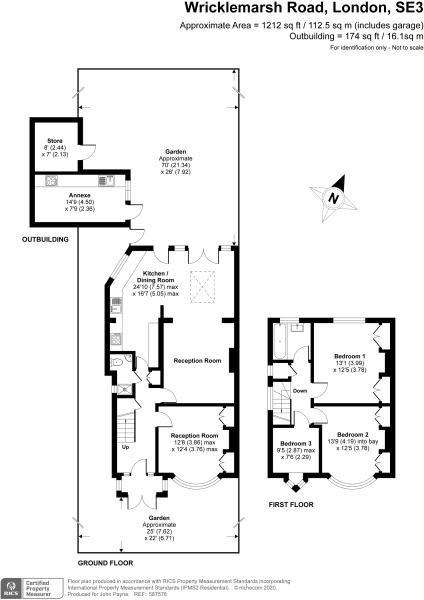 Wricklemarsh Road, London, SE3
Approximate Area = 1212 sq ft / 112.5 sq m (includes garage)
Outbuilding = 174 sq ft / 16.1sq m
For identification only - Not to scale
Store
8' (2.44)
x 7' (2.13)
Garden
Approximate
70' (21.34)
x 26' (7.92)
Annexe
14'9 (4.50)
x 7'9 (2.36)
N
OUTBUILDING
Kitchen /
Dining Room
24'10 (7.57) max
x 16'7 (5.05) max
Reception Room
Bedroom 1
13'1 (3.99)
x 12'5 (3.78)
Down
Up
Reception Room
12'8 (3.86) max
x 12'4 (3.76) max
Bedroom 2
13'9 (4.19) into bay
x 12'5 (3.78)
Bedroom 3
9'5 (2.87) max
x 7'6 (2.29)
FIRST FLOOR
Garden
Approximate
25' (7.62)
x 22' (6.71)
GROUND FLOOR
RICS
Certified
Property
Measurer
Floor plan produced in accordance with RICS Property Measurement Standards incorporating
International Property Measurement Standards (IPMS2 Residential). ©nichecom 2020.
Produced for John Payne. REF: 587576